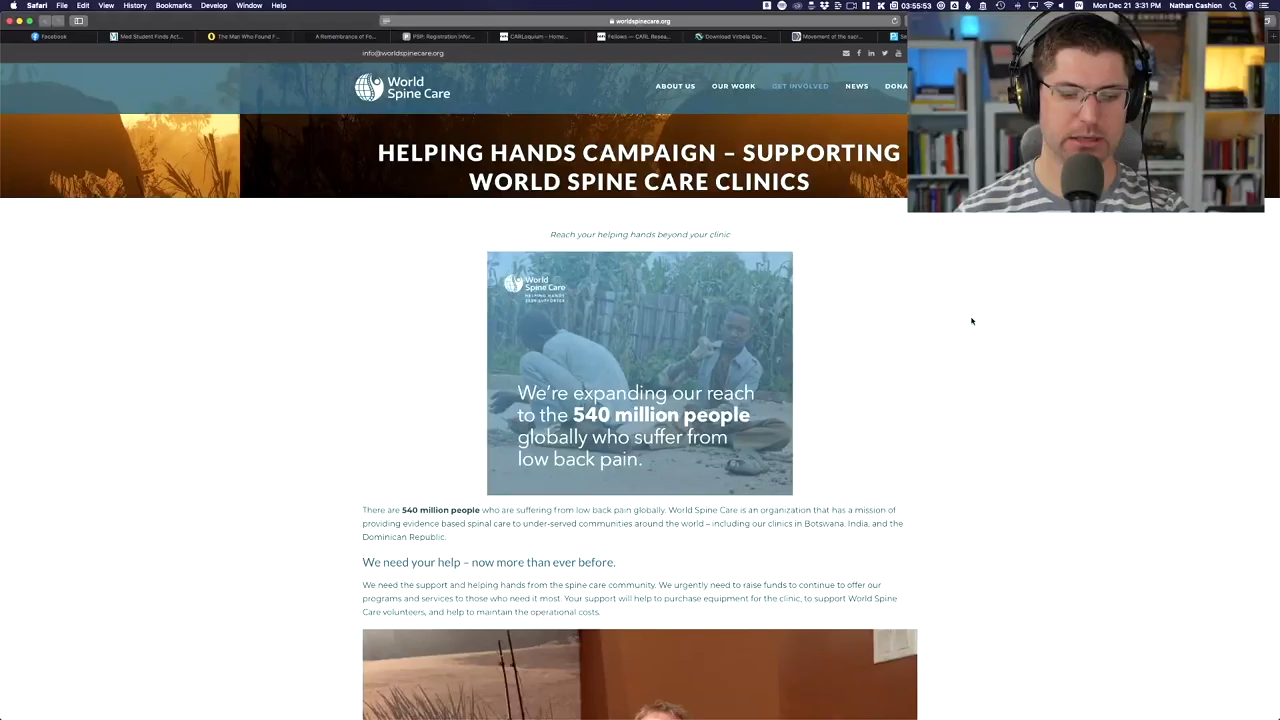 Safari File Edit View History Bookmarks Develop Window Help
03:55:53
Mon Dec 21 3:31 PM Nathan Cashion
worldspinecare.org
Facebook
Med Student Finds Act...
The Man Who Found F...
A Remembrance of Fo...
PSP: Registration Infor...
CARLoquium - Home...
Fellows — CARL Resea...
Download Virbela Ope...
Movement of the sacr...
info@worldspinecare.org
World
Spine Care
ABOUT US OUR WORK GET INVOLVED NEWS DONA
HELPING HANDS CAMPAIGN – SUPPORTING
WORLD SPINE CARE CLINICS
Reach your helping hands beyond your clinic
World
Spine Care
HELPING HANDS
2020 SUPPORTER
We're expanding our reach
to the 540 million people
globally who suffer from
low back pain.
There are 540 million people who are suffering from low back pain globally. World Spine Care is an organization that has a mission of
providing evidence based spinal care to under-served communities around the world – including our clinics in Botswana, India, and the
Dominican Republic.
We need your help – now more than ever before.
We need the support and helping hands from the spine care community. We urgently need to raise funds to continue to offer our
programs and services to those who need it most. Your support will help to purchase equipment for the clinic, to support World Spine
Care volunteers, and help to maintain the operational costs.